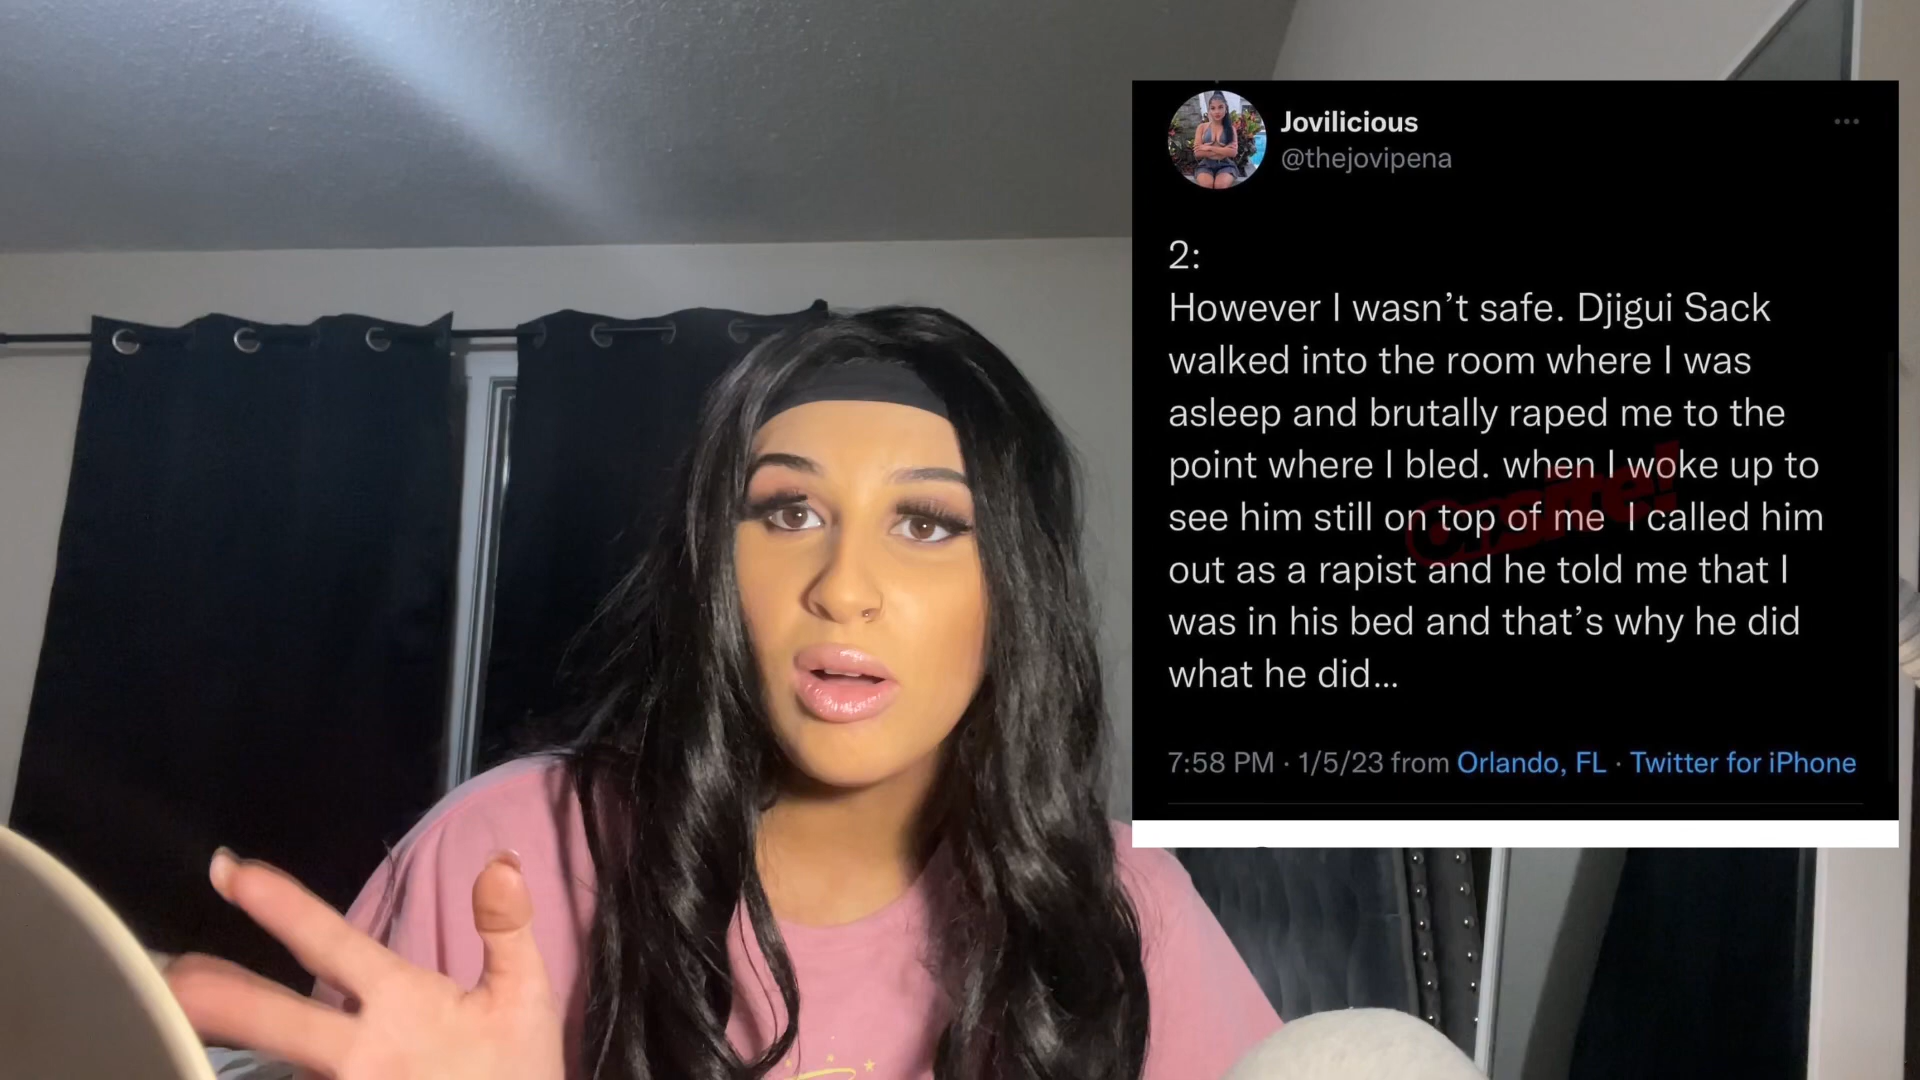 Jovilicious
@thejovipena
2:
However I wasn't safe. Djigui Sack
walked into the room where I was
asleep and brutally raped me to the
point where I bled. when I woke up to
see him still on top of me I called him
out as a rapist and he told me that I
was in his bed and that's why he did
what he did...
7:58 PM · 1/5/23 from Orlando, FL · Twitter for iPhone